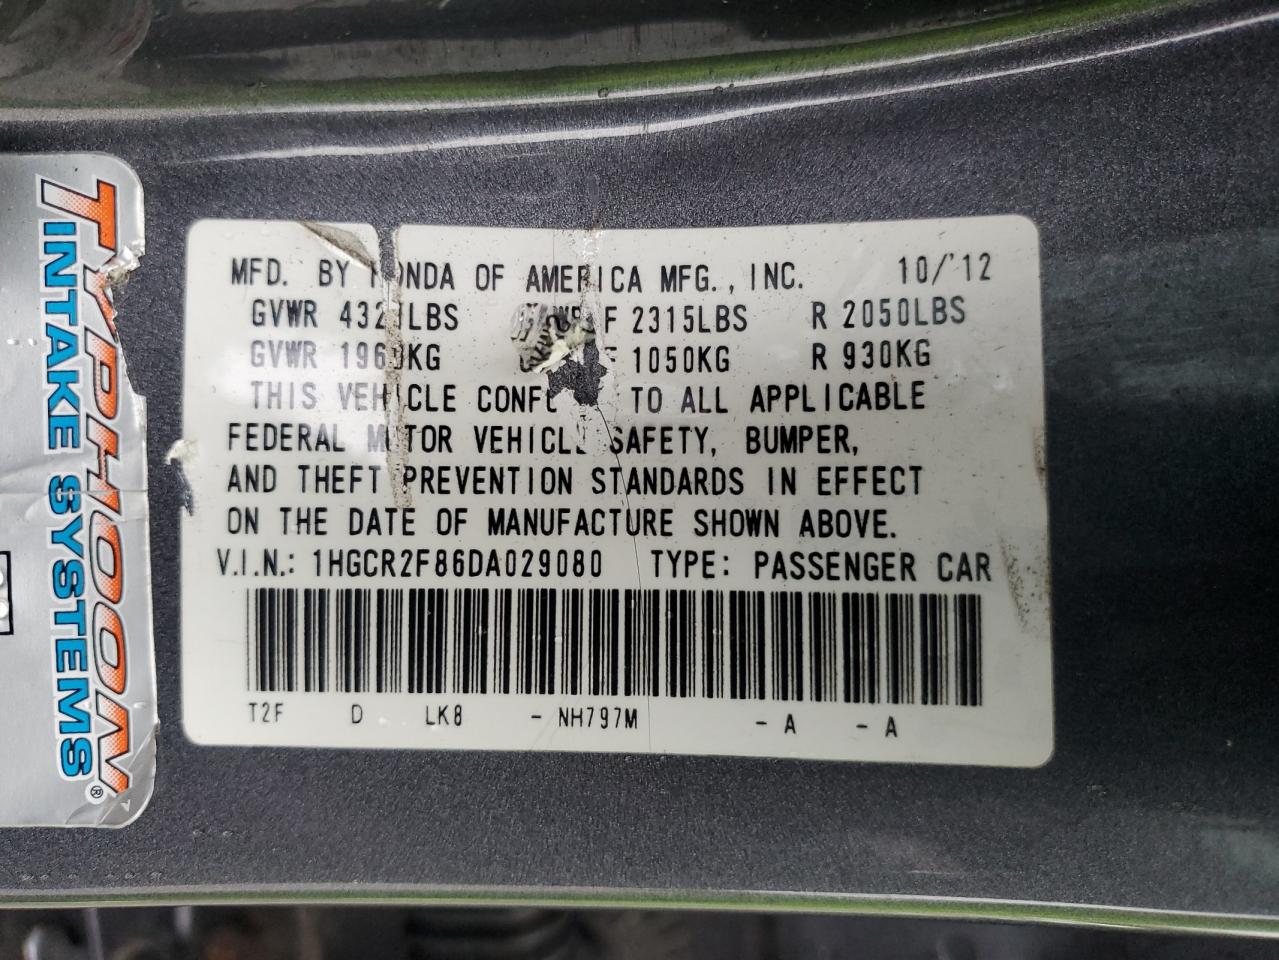 TYPHOON®
INTAKE SYSTEMS
MFD. BY HONDA OF AMERICA MFG., INC. 10/'12
GVWR LBS F 2315LBS R 2050LBS
GVWR KG 1050KG R 930KG
THIS VEHICLE TO ALL APPLICABLE
FEDERAL MOTOR VEHICLE SAFETY, BUMPER,
AND THEFT PREVENTION STANDARDS IN EFFECT
ON THE DATE OF MANUFACTURE SHOWN ABOVE.
V.I.N.: 1HGCR2F86DA029080 TYPE: PASSENGER CAR
T2F D LK8 - NH797M - A - A